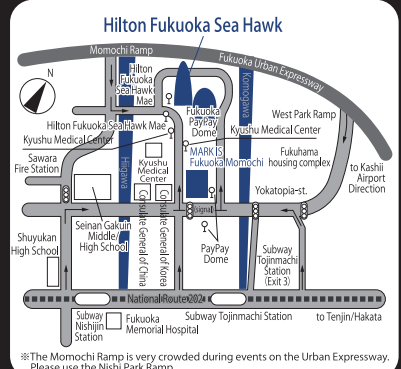 Hilton Fukuoka Sea Hawk
Momochi Ramp
Fukuoka Urban Expressway
N
Hilton
Fukuoka
Sea Hawk
Mae
Fukuoka
PayPay
Dome
Komogawa
West Park Ramp
Hilton Fukuoka Sea Hawk Mae
Kyushu Medical Center
Kyushu Medical Center
Sawara
Fire Station
Hiigawa
Kyushu
Medical
Center
MARK IS
Fukuoka Momochi
Fukuhama
housing complex
to Kashii
Airport
Direction
Yokatopia-st.
Seinan Gakuin
Middle/
High School
Consulate General of China
Consulate General of Korea
(signal)
Shuyukan
High School
PayPay
Dome
Subway
Tojinmachi
Station
(Exit 3)
National Route 202
Subway
Nishijin
Station
Fukuoka
Memorial Hospital
Subway Tojinmachi Station
to Tenjin/Hakata
※The Momochi Ramp is very crowded during events on the Urban Expressway.
Please use the Nishi Park Ramp.